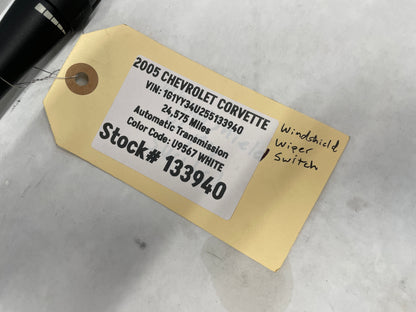 2005 CHEVROLET CORVETTE
VIN: 1G1YY34U255133940
24,575 Miles
Automatic Transmission
Color Code: U9567 WHITE
Stock# 133940
Windshield
Wiper
Switch